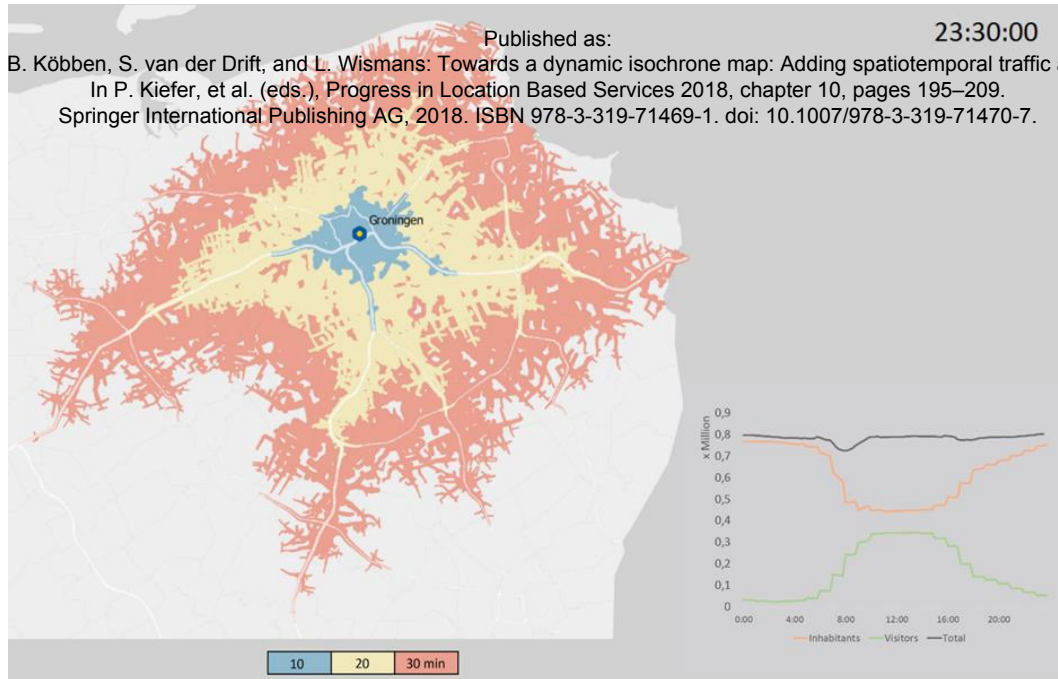 Published as:
23:30:00
B. Köbben, S. van der Drift, and L. Wismans: Towards a dynamic isochrone map: Adding spatiotemporal traffic
In P. Kiefer, et al. (eds.), Progress in Location Based Services 2018, chapter 10, pages 195–209.
Springer International Publishing AG, 2018. ISBN 978-3-319-71469-1. doi: 10.1007/978-3-319-71470-7.
Groningen
x Million
0,9
0,8
0,7
0,6
0,5
0,4
0,3
0,2
0,1
0
0:00 4:00 8:00 12:00 16:00 20:00
Inhabitants Visitors Total
10 20 30 min